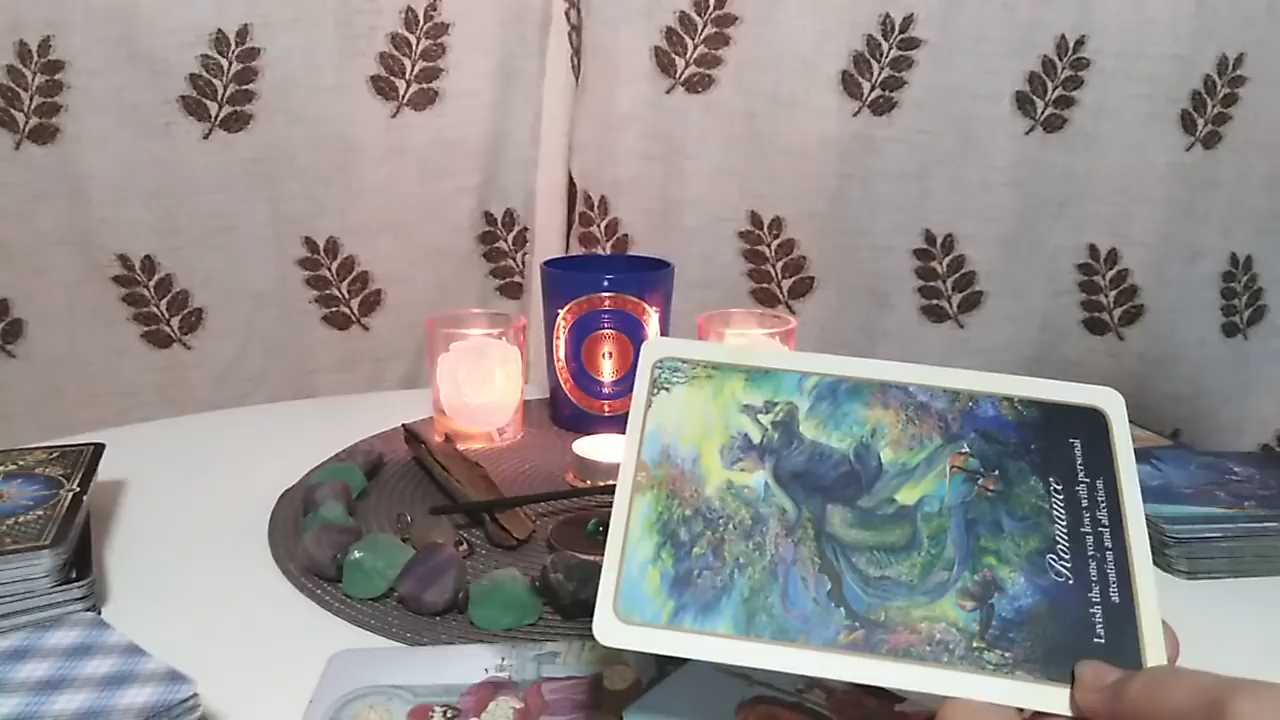 Romance
Lavish the one you love with personal
attention and affection.